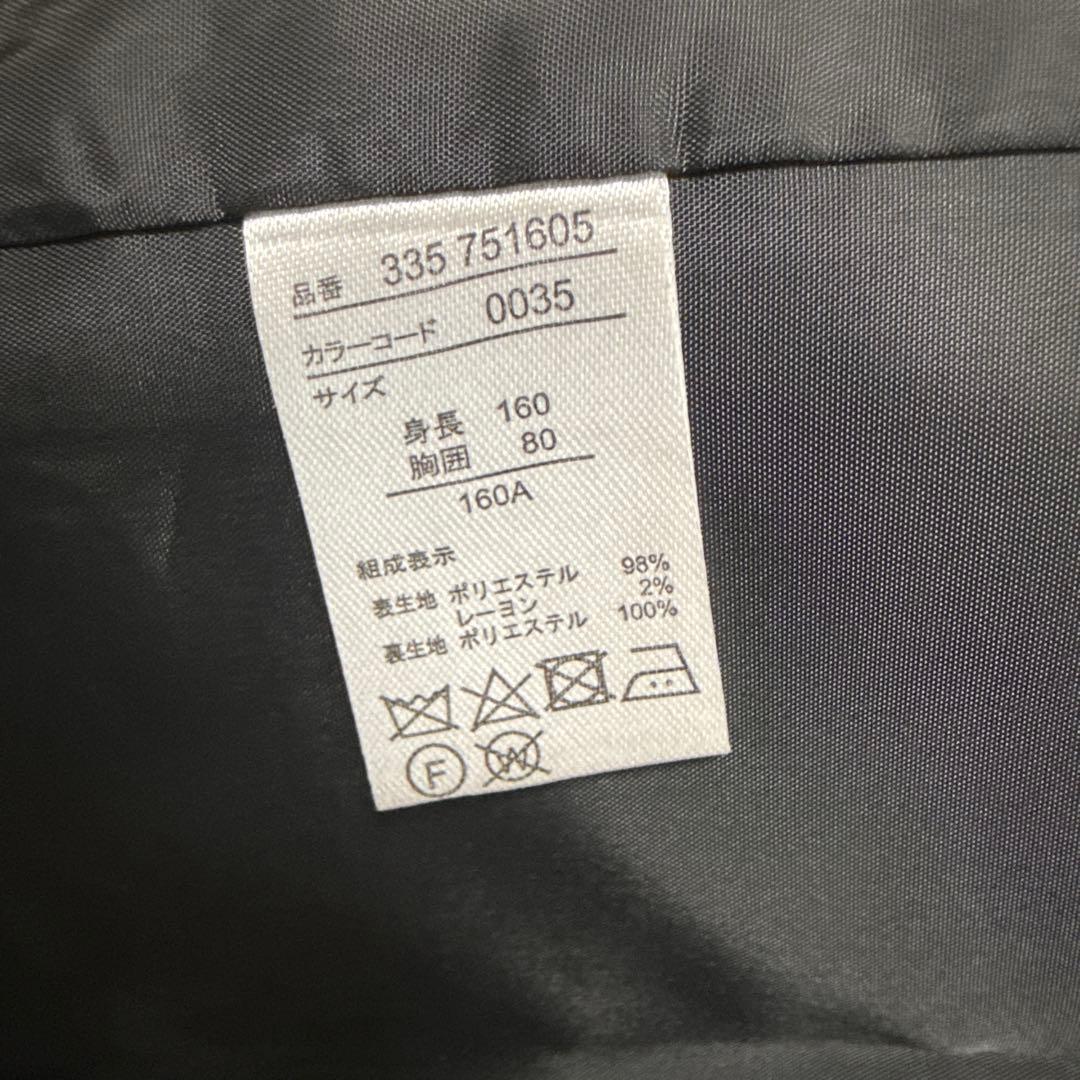 品番 335 751605
カラーコード 0035
サイズ
身長 160
胸囲 80
160A
組成表示
表生地 ポリエステル 98%
レーヨン 2%
裏生地 ポリエステル 100%
F W